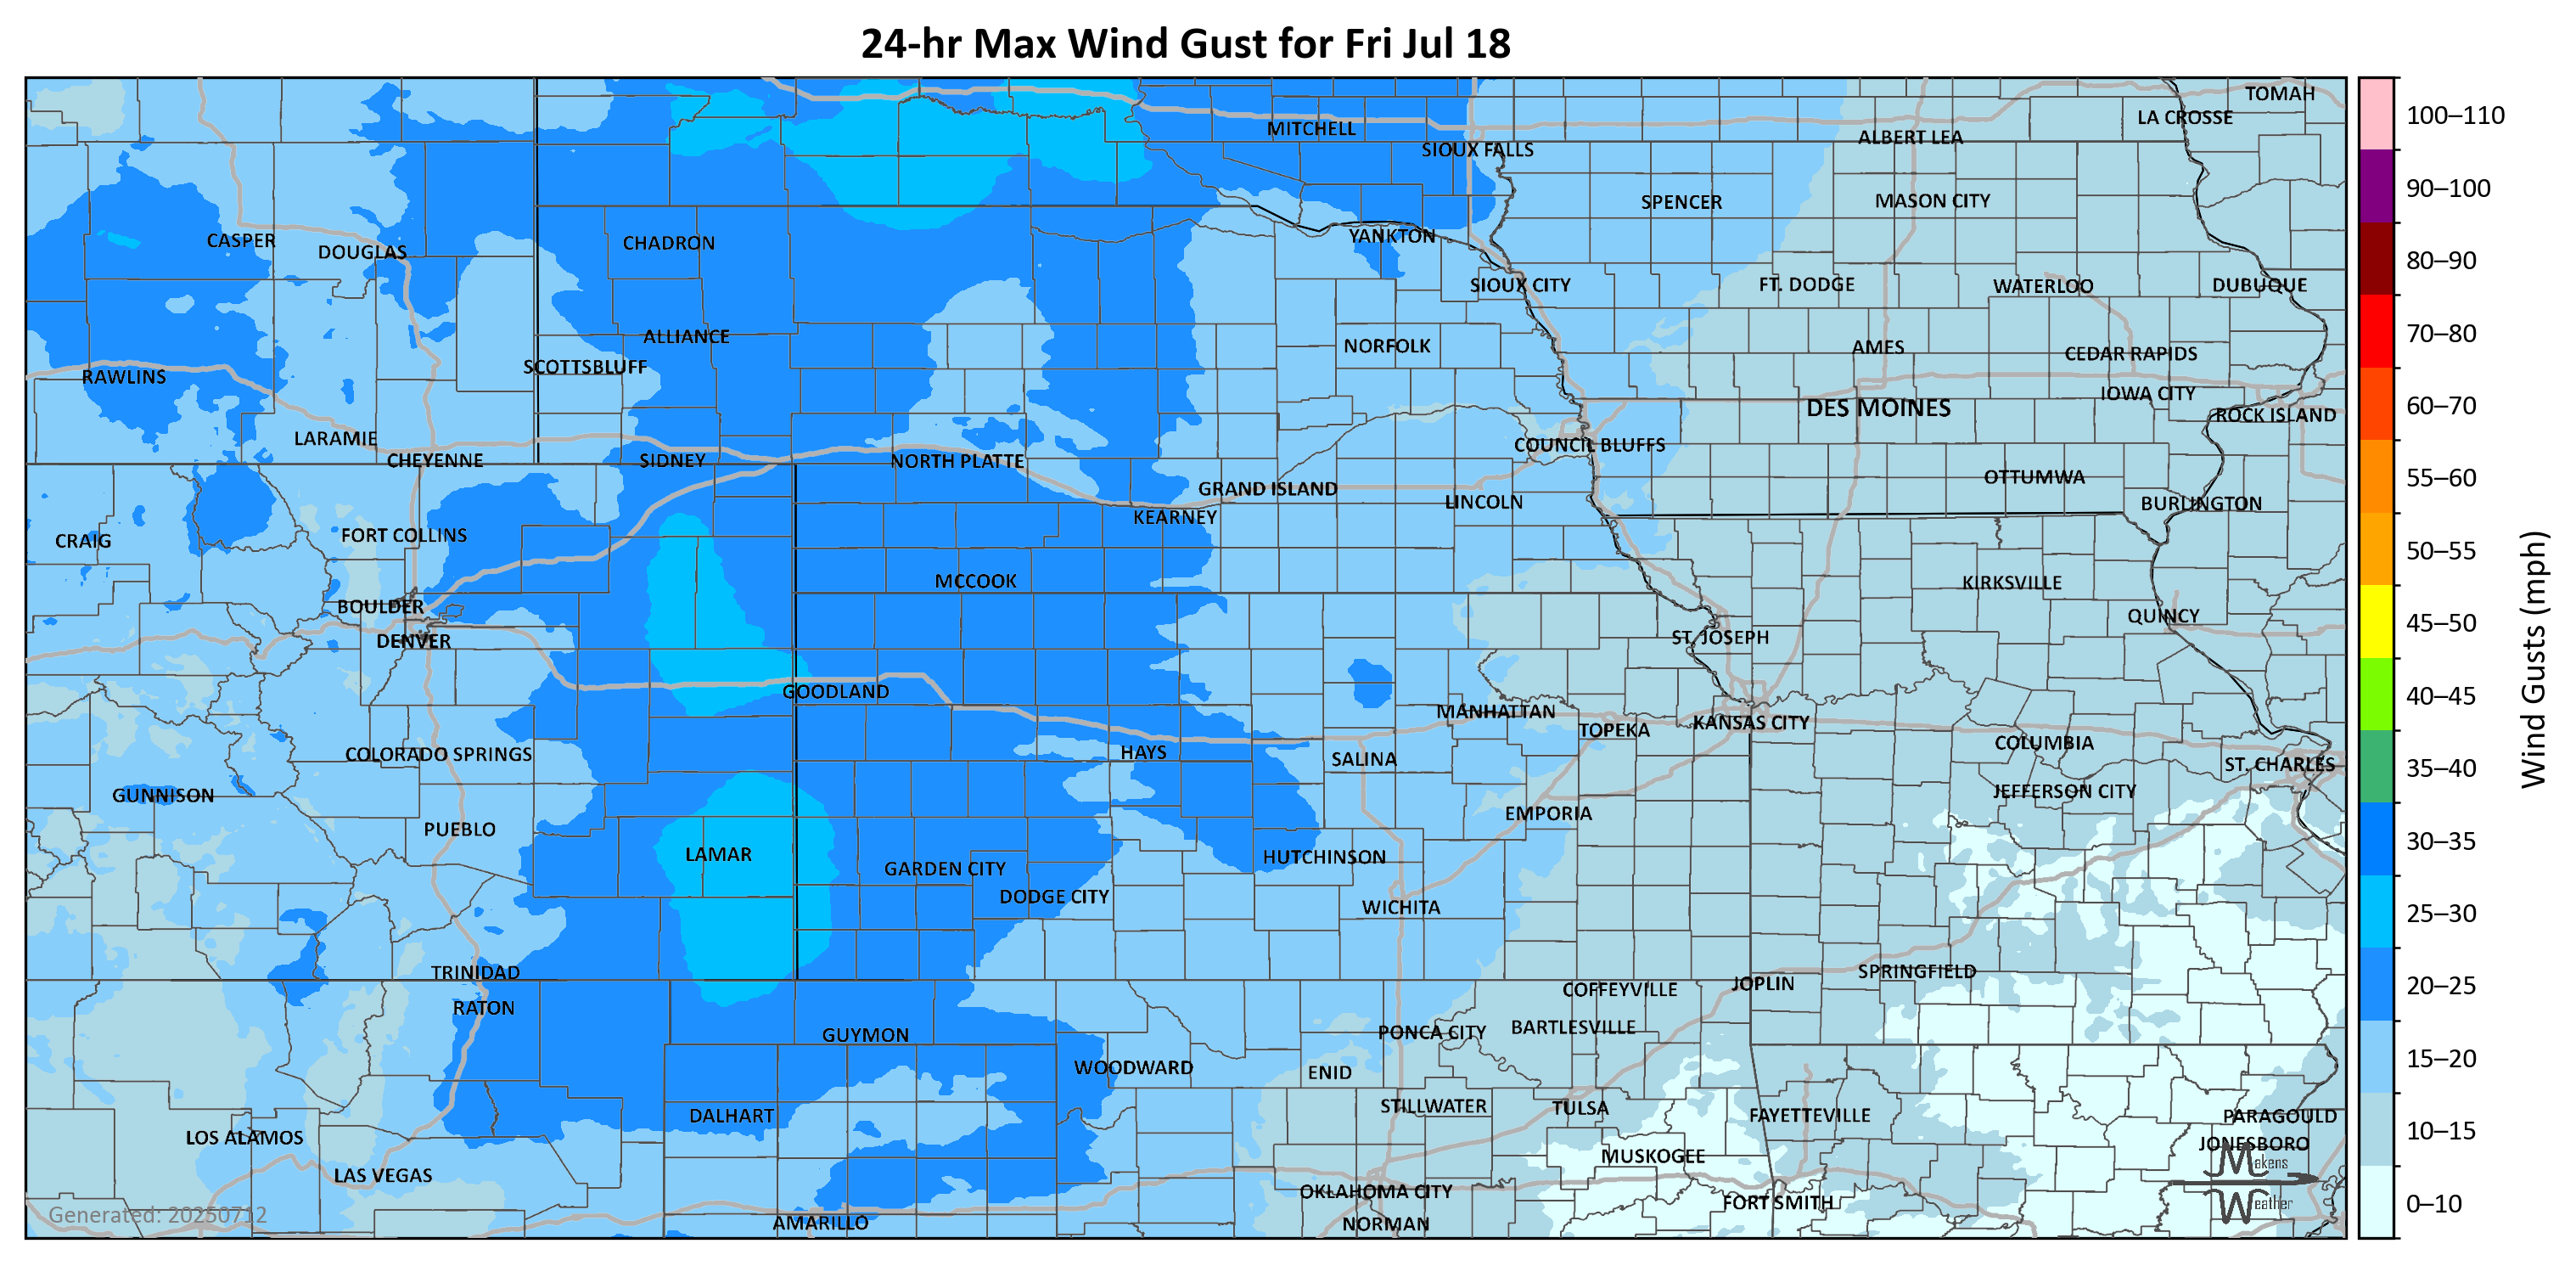 24-hr Max Wind Gust for Fri Jul 18
TOMAH
LA CROSSE
MITCHELL
ALBERT LEA
SIOUX FALLS
SPENCER
MASON CITY
CASPER
DOUGLAS
CHADRON
YANKTON
SIOUX CITY
FT. DODGE
WATERLOO
DUBUQUE
ALLIANCE
NORFOLK
AMES
CEDAR RAPIDS
SCOTTSBLUFF
RAWLINS
IOWA CITY
DES MOINES
ROCK ISLAND
LARAMIE
COUNCIL BLUFFS
CHEYENNE
SIDNEY
NORTH PLATTE
OTTUMWA
GRAND ISLAND
LINCOLN
BURLINGTON
KEARNEY
CRAIG
FORT COLLINS
MCCOOK
KIRKSVILLE
BOULDER
QUINCY
DENVER
ST. JOSEPH
GOODLAND
MANHATTAN
TOPEKA
KANSAS CITY
COLORADO SPRINGS
HAYS
SALINA
COLUMBIA
ST. CHARLES
GUNNISON
JEFFERSON CITY
PUEBLO
EMPORIA
LAMAR
GARDEN CITY
HUTCHINSON
DODGE CITY
WICHITA
TRINIDAD
SPRINGFIELD
JOPLIN
RATON
COFFEYVILLE
GUYMON
PONCA CITY
BARTLESVILLE
WOODWARD
ENID
DALHART
STILLWATER
TULSA
FAYETTEVILLE
PARAGOULD
LOS ALAMOS
JONESBORO
LAS VEGAS
MUSKOGEE
OKLAHOMA CITY
FORT SMITH
AMARILLO
NORMAN
Generated: 20250712
Makens
Weather
100–110
90–100
80–90
70–80
60–70
55–60
50–55
45–50
40–45
35–40
30–35
25–30
20–25
15–20
10–15
0–10
Wind Gusts (mph)